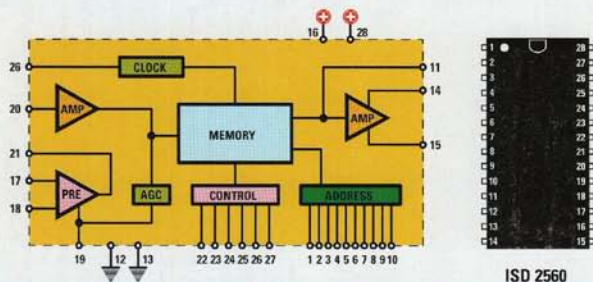 16 28
26 CLOCK 11
20 AMP AMP 14
MEMORY
21 15
17 PRE AGC CONTROL ADDRESS
18
19 12 13 22 23 24 25 26 27 1 2 3 4 5 6 7 8 9 10
1 28
2 27
3 26
4 25
5 24
6 23
7 22
8 21
9 20
10 19
11 18
12 17
13 16
14 15
ISD 2560